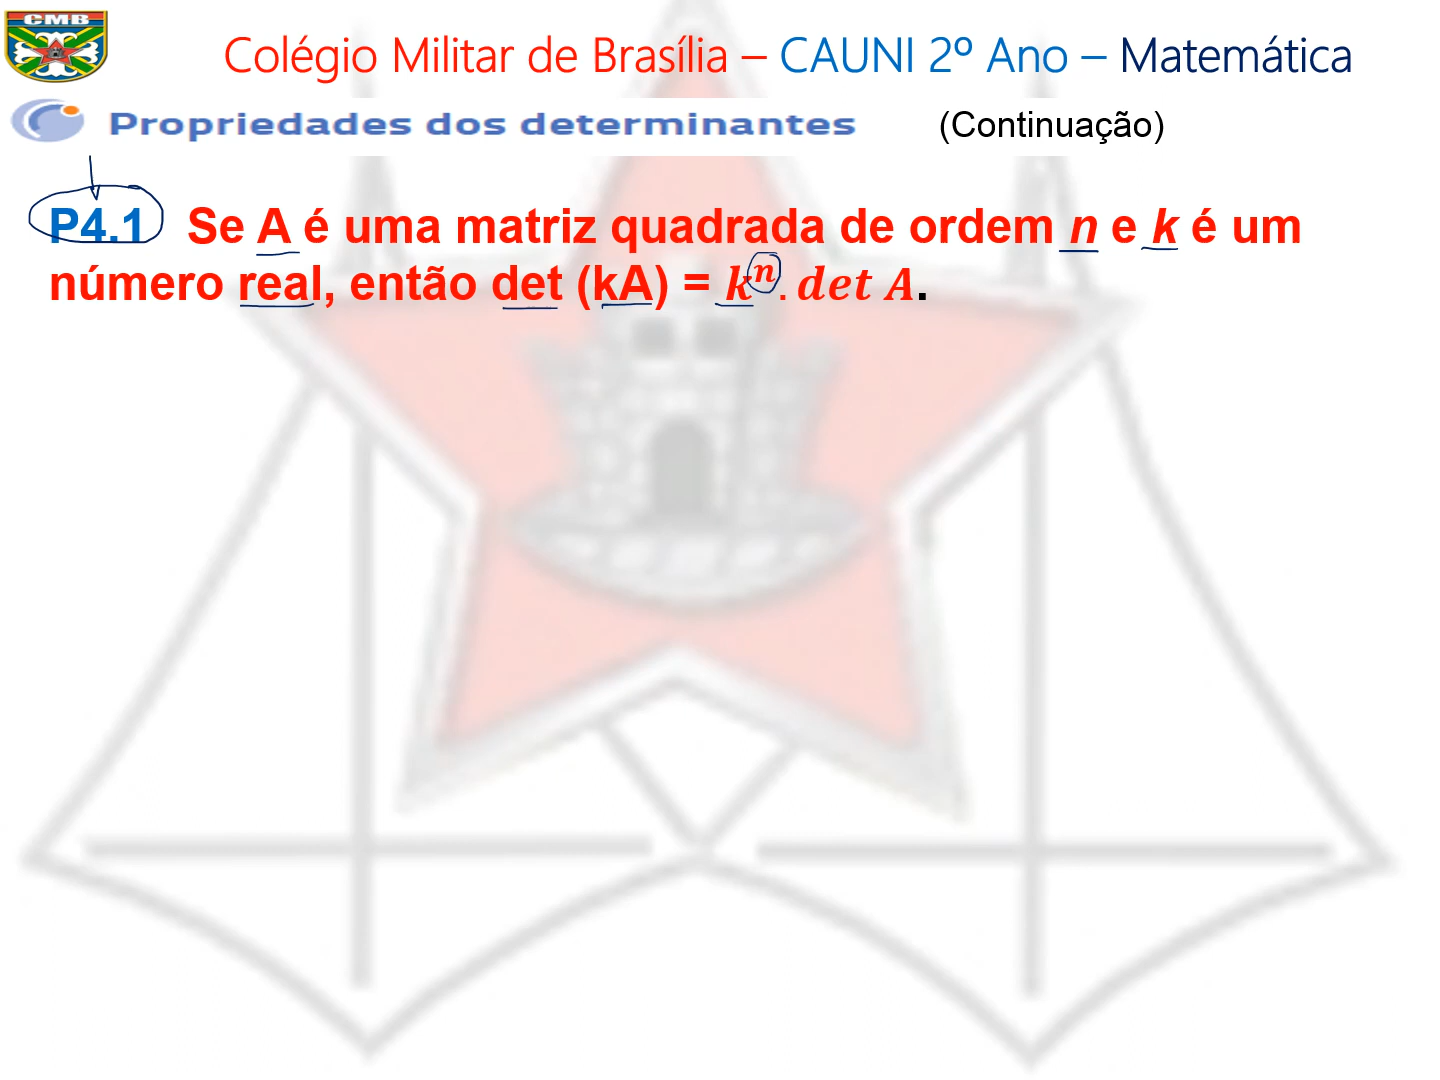 CMB
Colégio Militar de Brasília – CAUNI 2º Ano – Matemática
Propriedades dos determinantes (Continuação)
P4.1 Se A é uma matriz quadrada de ordem n e k é um
número real, então det (kA) = kⁿ. det A.